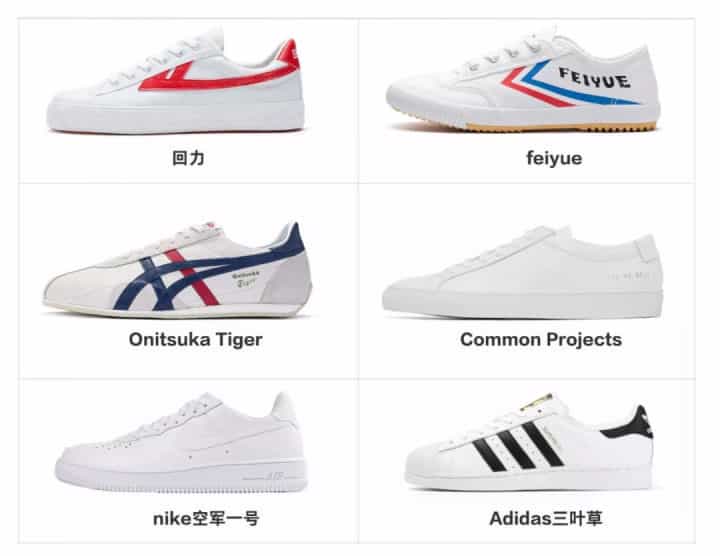 回力
FEIYUE
feiyue
Onitsuka
Tiger
Onitsuka Tiger
Common Projects
AIR
nike空军一号
Adidas三叶草